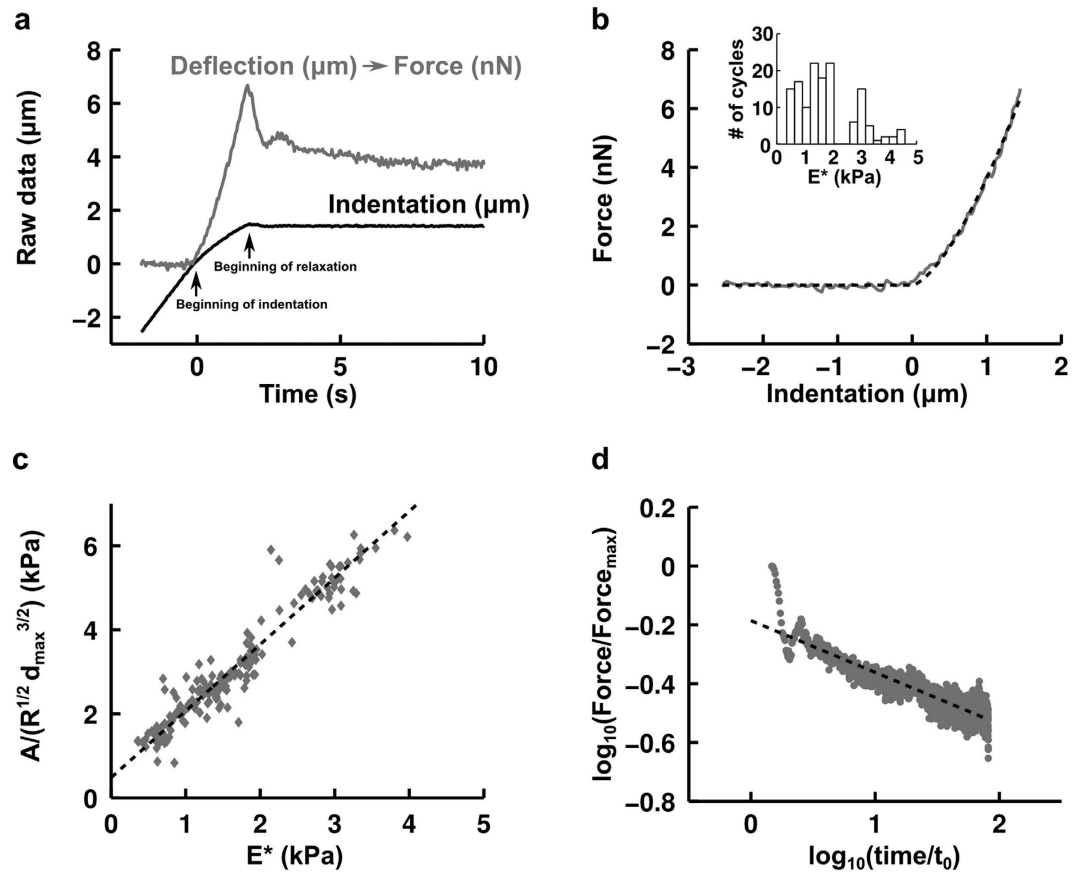 a
Deflection (µm) → Force (nN)
Raw data (µm)
8
6
4
2
0
−2
Indentation (µm)
Beginning of relaxation
Beginning of indentation
0
5
10
Time (s)
b
Force (nN)
8
6
4
2
0
−2
# of cycles
30
20
10
0
0
1
2
3
4
5
E* (kPa)
−3
−2
−1
0
1
2
Indentation (µm)
c
A/(R^{1/2} d_{max}^{3/2}) (kPa)
6
4
2
0
0
1
2
3
4
5
E* (kPa)
d
log₁₀(Force/Force_{max})
0.2
0
−0.2
−0.4
−0.6
−0.8
0
1
2
log₁₀(time/t₀)